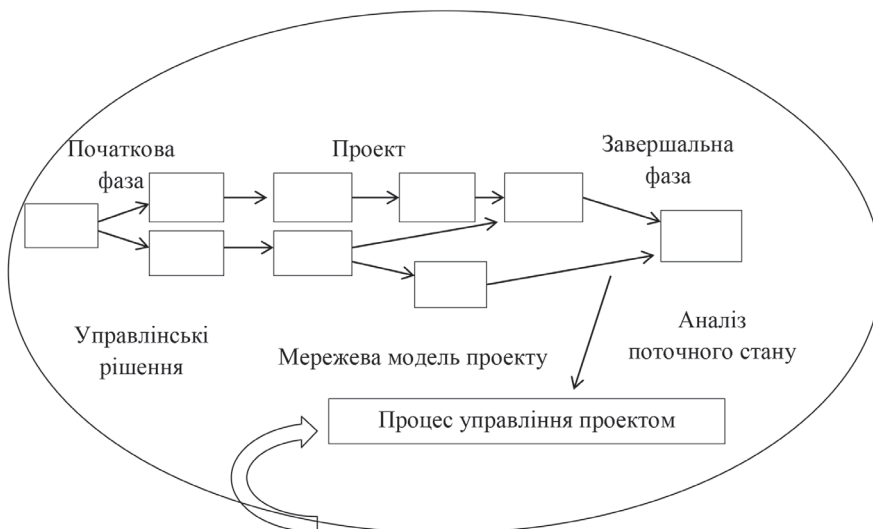 Початкова
фаза
Проект
Завершальна
фаза
Управлінські
рішення
Мережева модель проекту
Аналіз
поточного стану
Процес управління проектом